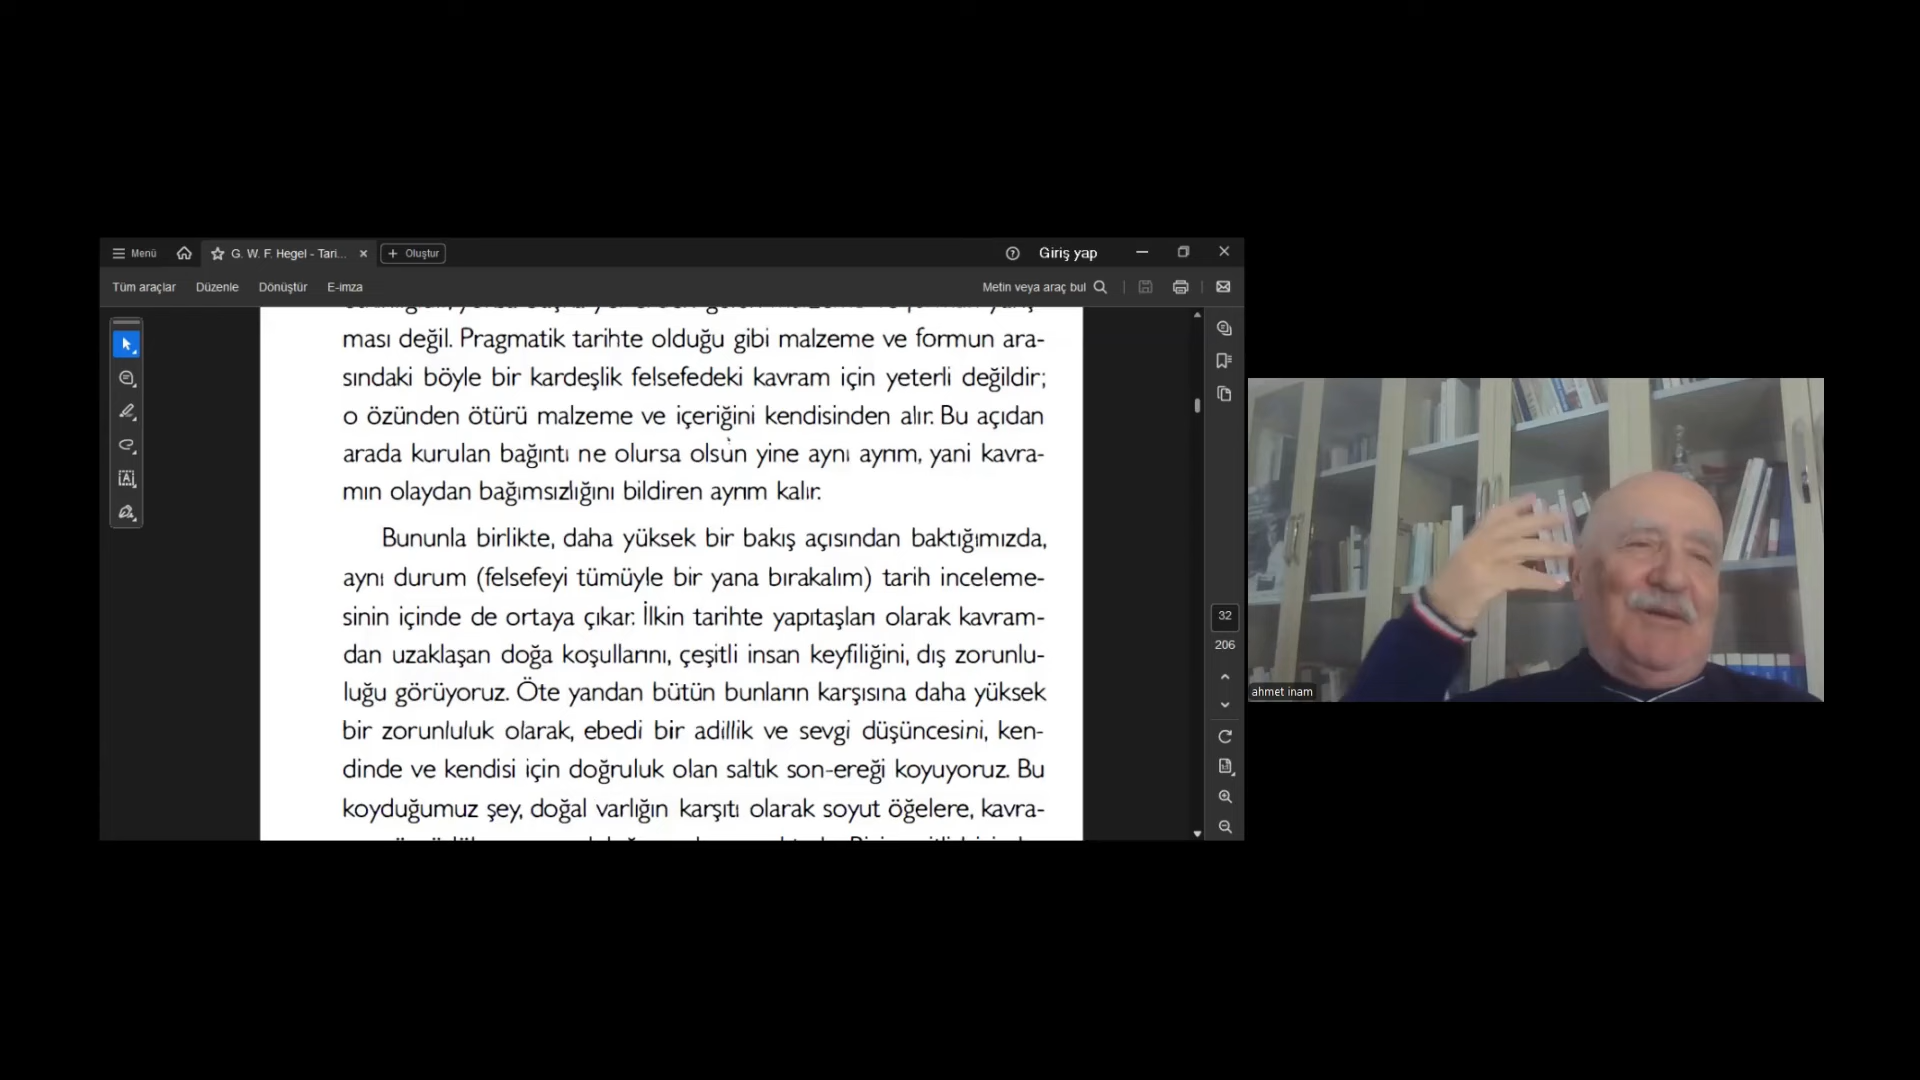 Menü
G. W. F. Hegel - Tari...
Oluştur
Giriş yap
Tüm araçlar
Düzenle
Dönüştür
E-imza
Metin veya araç bul
ması değil. Pragmatik tarihte olduğu gibi malzeme ve formun ara-
sındaki böyle bir kardeşlik felsefedeki kavram için yeterli değildir;
o özünden ötürü malzeme ve içeriğini kendisinden alır. Bu açıdan
arada kurulan bağıntı ne olursa olsun yine aynı ayrım, yani kavra-
mın olaydan bağımsızlığını bildiren ayrım kalır.
Bununla birlikte, daha yüksek bir bakış açısından baktığımızda,
aynı durum (felsefeyi tümüyle bir yana bırakalım) tarih inceleme-
sinin içinde de ortaya çıkar. İlkin tarihte yapıtaşları olarak kavram-
dan uzaklaşan doğa koşullarını, çeşitli insan keyfiliğini, dış zorunlu-
luğu görüyoruz. Öte yandan bütün bunların karşısına daha yüksek
bir zorunluluk olarak, ebedi bir adillik ve sevgi düşüncesini, ken-
dinde ve kendisi için doğruluk olan saltık son-ereği koyuyoruz. Bu
koyduğumuz şey, doğal varlığın karşıtı olarak soyut öğelere, kavra-
32
206
ahmet inam